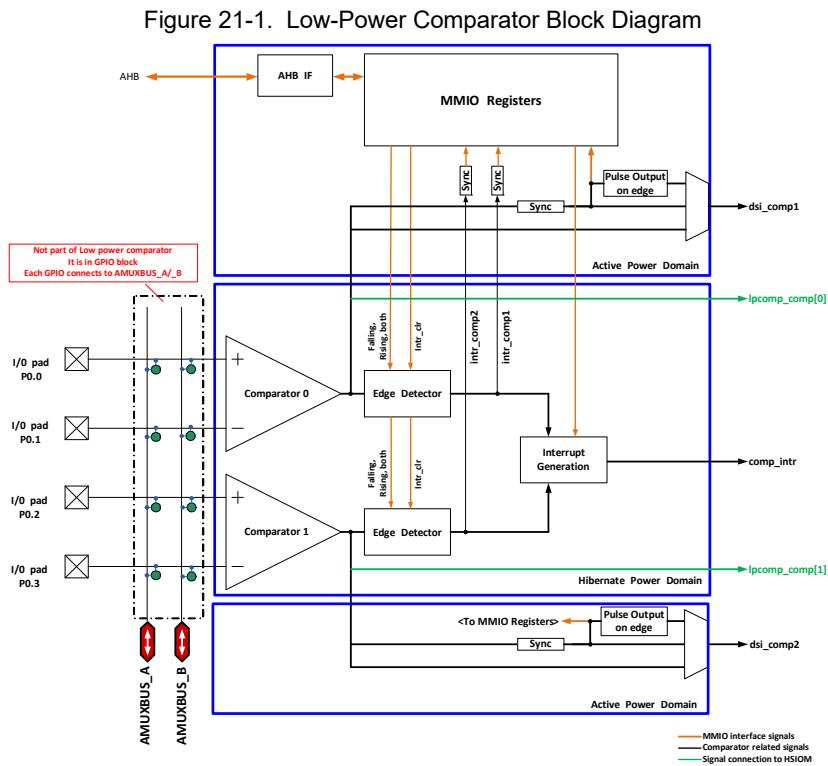 Figure 21-1. Low-Power Comparator Block Diagram
AHB
AHB IF
MMIO Registers
Sync
Sync
Pulse Output
on edge
Sync
dsi_comp1
Active Power Domain
Not part of Low power comparator
It is in GPIO block
Each GPIO connects to AMUXBUS_A/_B
lpcomp_comp[0]
Falling,
Rising, both
Intr_clr
intr_comp2
intr_comp1
I/0 pad
P0.0
+
Comparator 0
Edge Detector
I/0 pad
P0.1
−
Interrupt
Generation
comp_intr
Falling,
Rising, both
Intr_clr
I/0 pad
P0.2
+
Comparator 1
Edge Detector
I/0 pad
P0.3
−
lpcomp_comp[1]
Hibernate Power Domain
<To MMIO Registers>
Pulse Output
on edge
Sync
dsi_comp2
Active Power Domain
AMUXBUS_A
AMUXBUS_B
MMIO interface signals
Comparator related signals
Signal connection to HSIOM